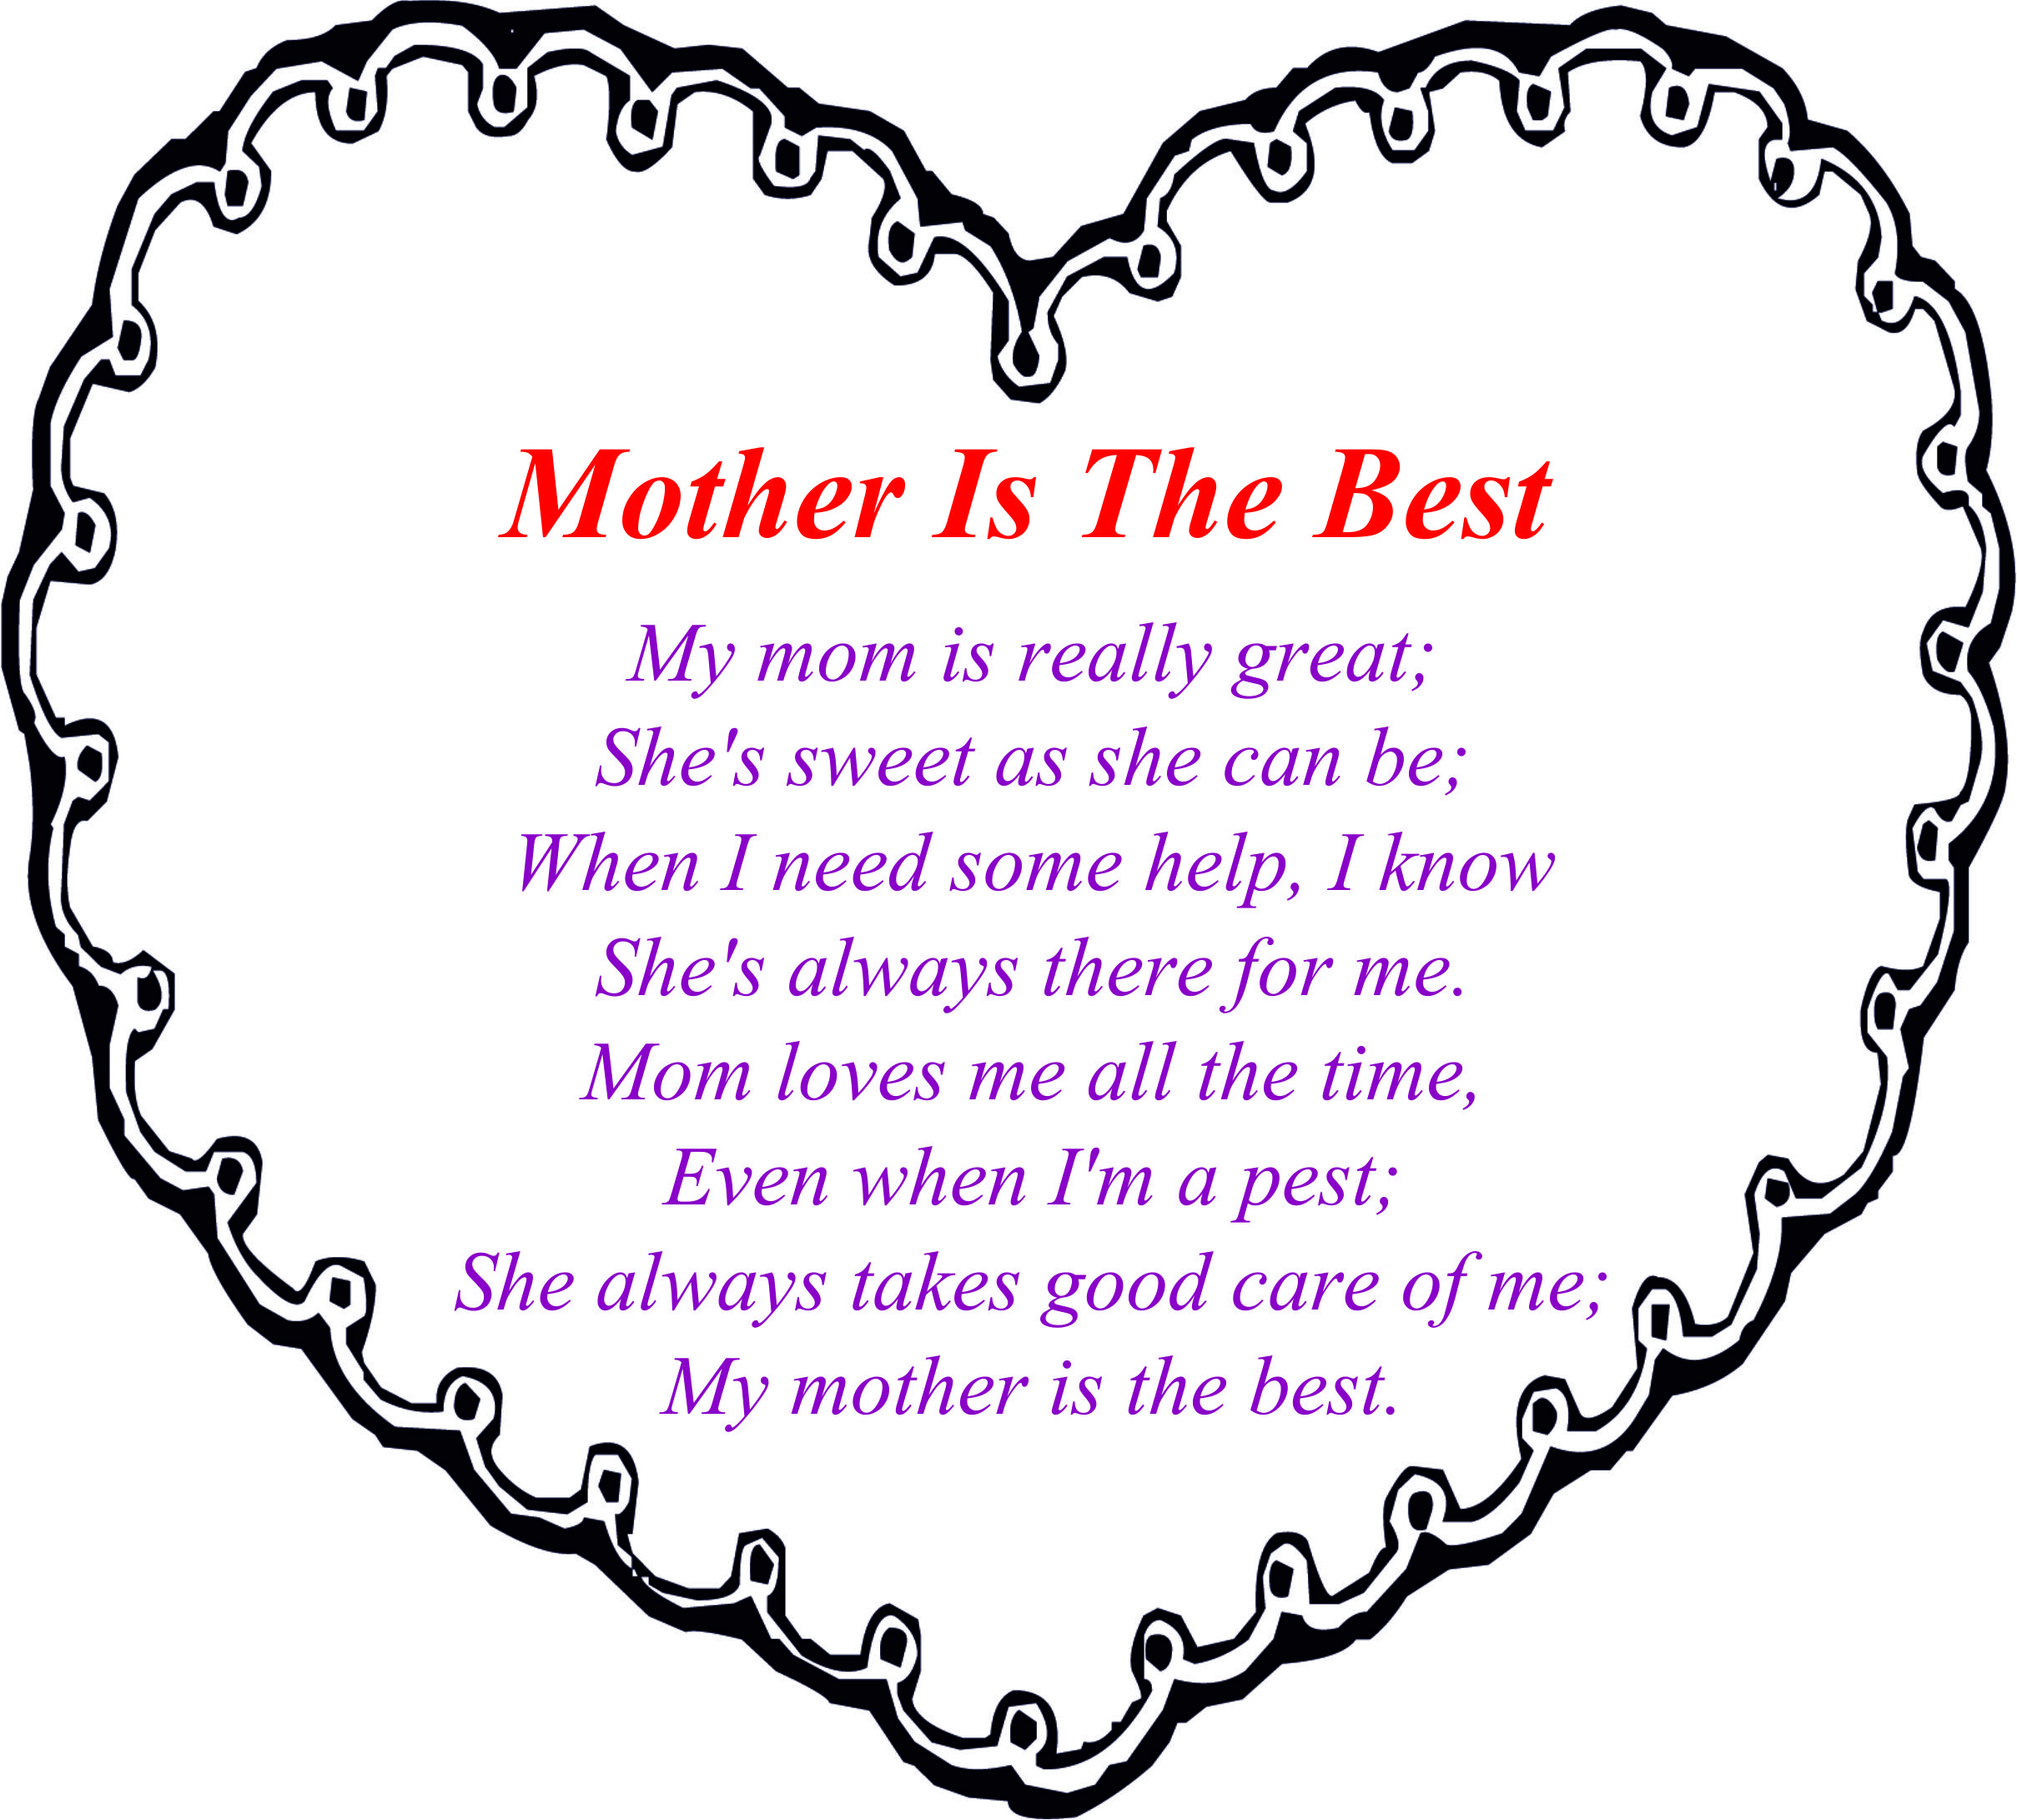 Mother Is The Best
My mom is really great;
She's sweet as she can be;
When I need some help, I know
She's always there for me.
Mom loves me all the time,
Even when I'm a pest;
She always takes good care of me;
My mother is the best.